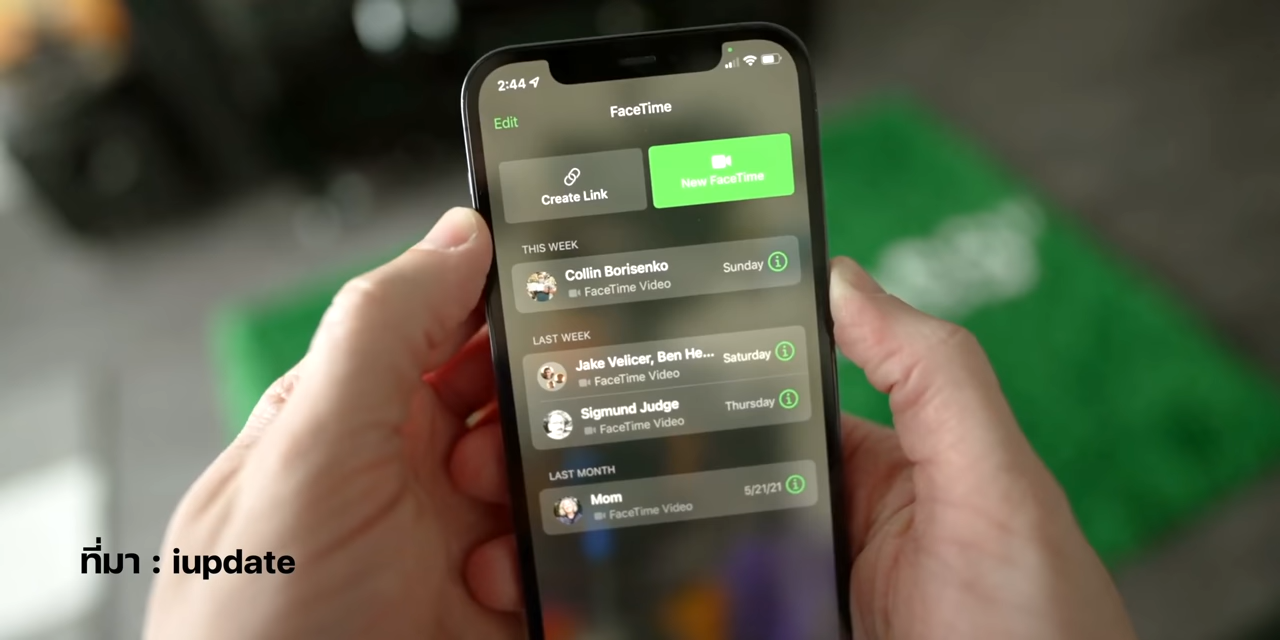 2:44
FaceTime
Edit
Create Link
New FaceTime
THIS WEEK
Collin Borisenko
Sunday
FaceTime Video
LAST WEEK
Jake Velicer, Ben He...
Saturday
FaceTime Video
Sigmund Judge
Thursday
FaceTime Video
LAST MONTH
Mom
5/21/21
FaceTime Video
ที่มา : iupdate